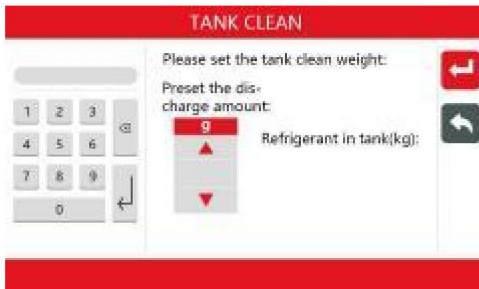 TANK CLEAN
Please set the tank clean weight:
Preset the dis-
charge amount:
g
Refrigerant in tank(kg):
1 2 3
4 5 6
7 8 9
0